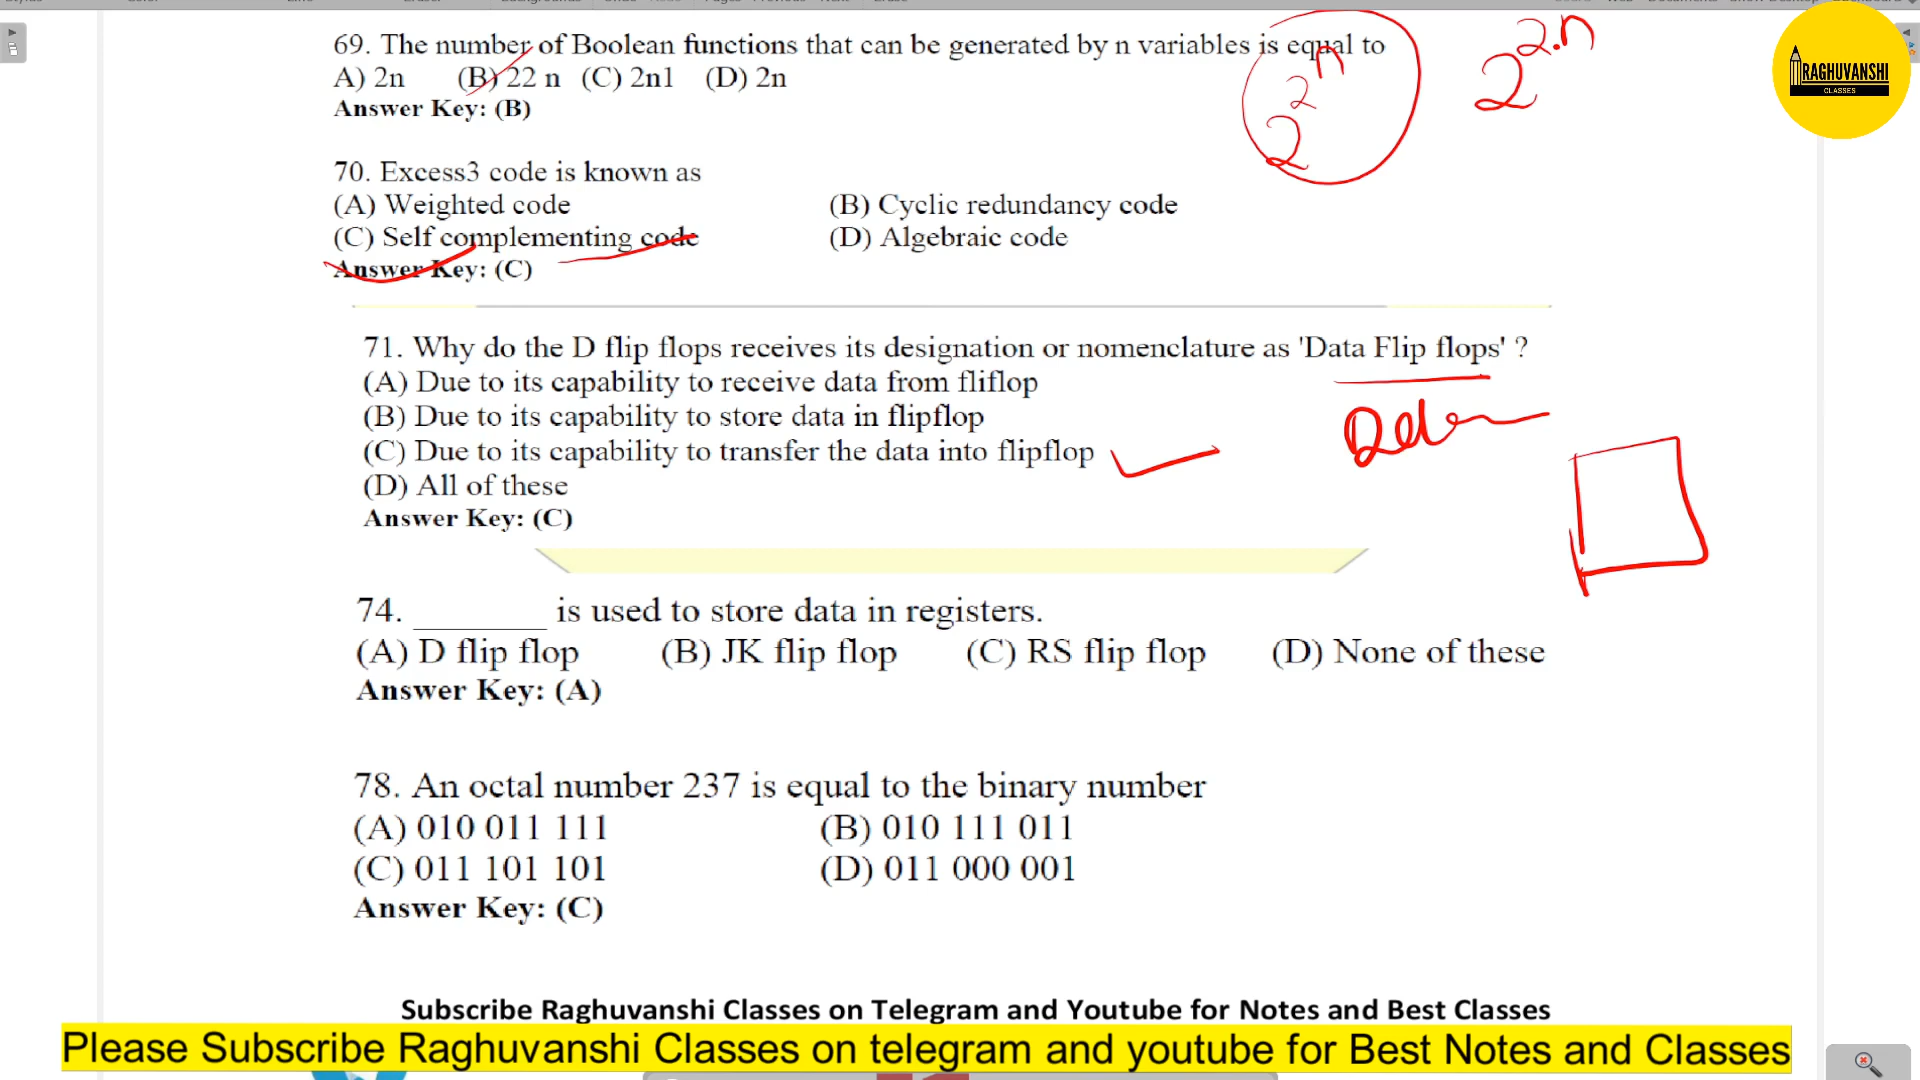 69. The number of Boolean functions that can be generated by n variables is equal to
A) 2n (B) 22 n (C) 2n1 (D) 2n
Answer Key: (B)
2 2 n
2 2.n
RAGHUVANSHI
CLASSES
70. Excess3 code is known as
(A) Weighted code (B) Cyclic redundancy code
(C) Self complementing code (D) Algebraic code
Answer Key: (C)
71. Why do the D flip flops receives its designation or nomenclature as 'Data Flip flops' ?
(A) Due to its capability to receive data from fliflop
(B) Due to its capability to store data in flipflop
(C) Due to its capability to transfer the data into flipflop
(D) All of these
Answer Key: (C)
74. ________ is used to store data in registers.
(A) D flip flop (B) JK flip flop (C) RS flip flop (D) None of these
Answer Key: (A)
78. An octal number 237 is equal to the binary number
(A) 010 011 111 (B) 010 111 011
(C) 011 101 101 (D) 011 000 001
Answer Key: (C)
Subscribe Raghuvanshi Classes on Telegram and Youtube for Notes and Best Classes
Please Subscribe Raghuvanshi Classes on telegram and youtube for Best Notes and Classes